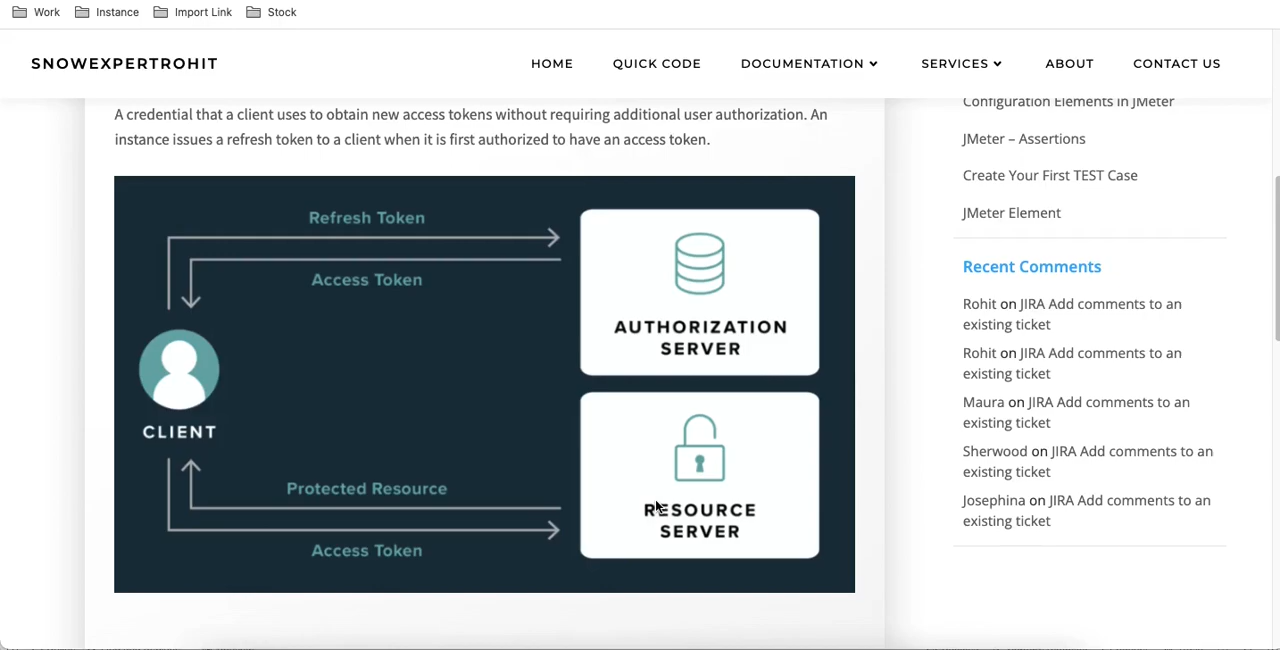 Work Instance Import Link Stock
SNOWEXPERTROHIT
HOME QUICK CODE DOCUMENTATION SERVICES ABOUT CONTACT US
A credential that a client uses to obtain new access tokens without requiring additional user authorization. An
instance issues a refresh token to a client when it is first authorized to have an access token.
Refresh Token
Access Token
AUTHORIZATION
SERVER
CLIENT
Protected Resource
Access Token
RESOURCE
SERVER
Configuration Elements in JMeter
JMeter – Assertions
Create Your First TEST Case
JMeter Element
Recent Comments
Rohit on JIRA Add comments to an
existing ticket
Rohit on JIRA Add comments to an
existing ticket
Maura on JIRA Add comments to an
existing ticket
Sherwood on JIRA Add comments to an
existing ticket
Josephina on JIRA Add comments to an
existing ticket